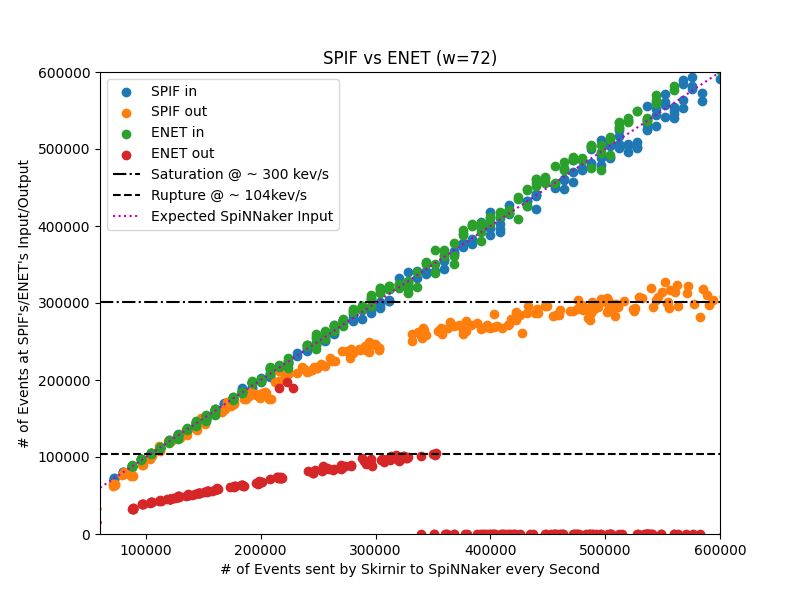 SPIF vs ENET (w=72)
600000
500000
400000
300000
200000
100000
0
# of Events at SPIF's/ENET's Input/Output
SPIF in
SPIF out
ENET in
ENET out
Saturation @ ~ 300 kev/s
Rupture @ ~ 104kev/s
Expected SpiNNaker Input
100000 200000 300000 400000 500000 600000
# of Events sent by Skirnir to SpiNNaker every Second